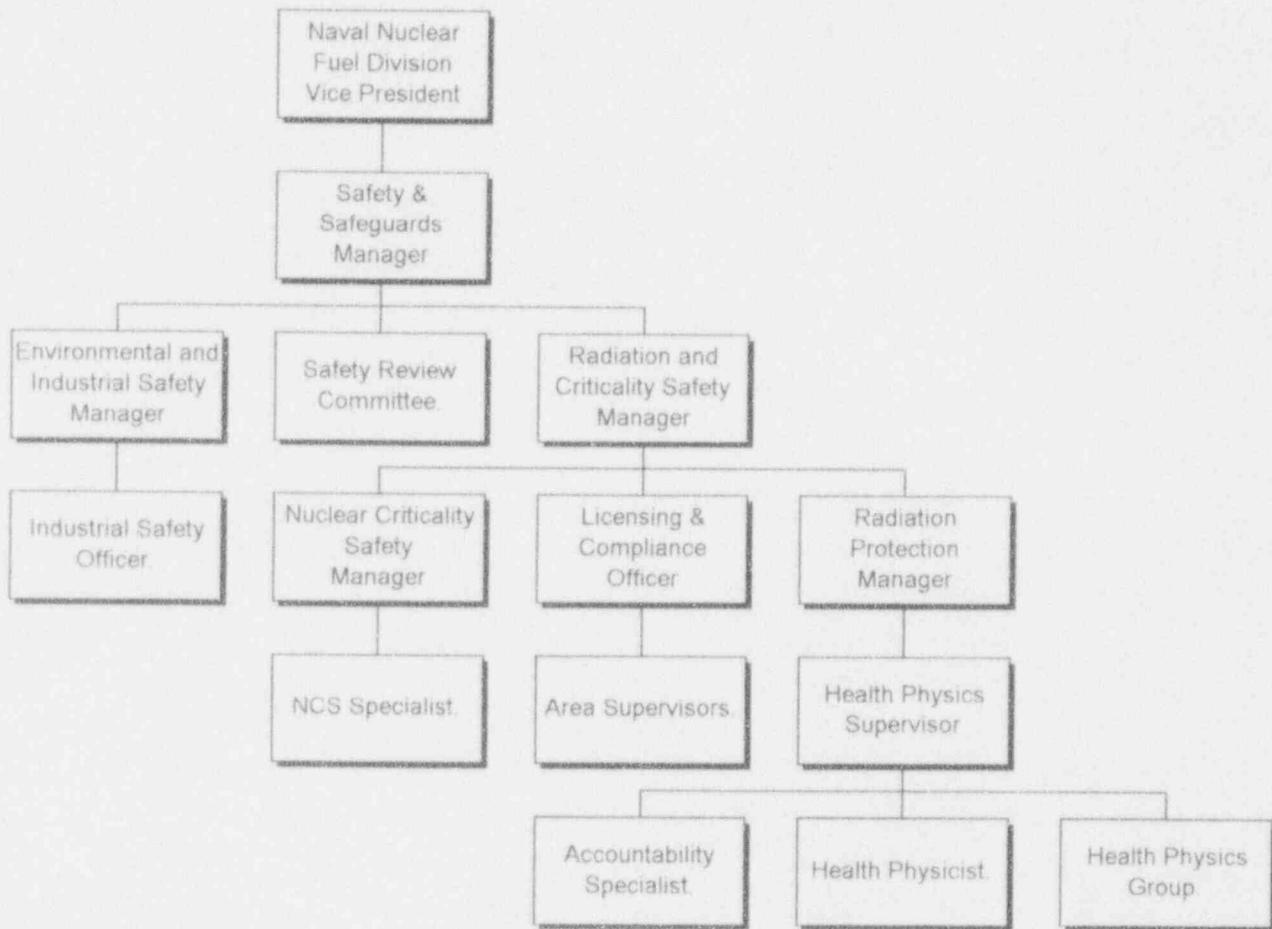 Naval Nuclear
Fuel Division
Vice President
Safety &
Safeguards
Manager
Environmental and
Industrial Safety
Manager
Safety Review
Committee.
Radiation and
Criticality Safety
Manager
Industrial Safety
Officer.
Nuclear Criticality
Safety
Manager
Licensing &
Compliance
Officer
Radiation
Protection
Manager
NCS Specialist.
Area Supervisors.
Health Physics
Supervisor
Accountability
Specialist.
Health Physicist.
Health Physics
Group